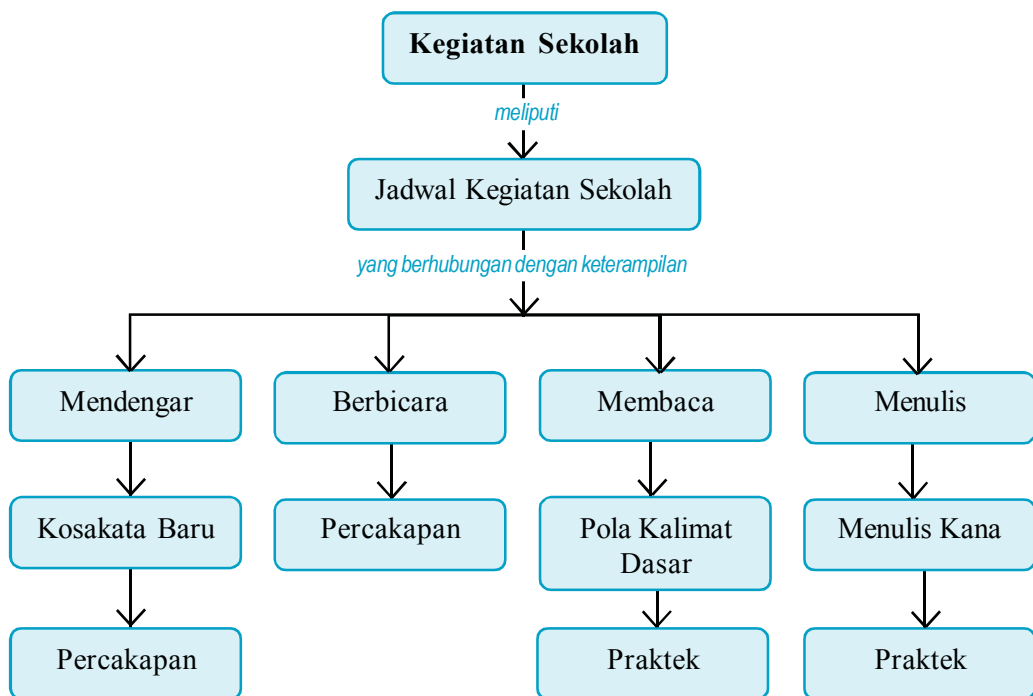 Kegiatan Sekolah
meliputi
Jadwal Kegiatan Sekolah
yang berhubungan dengan keterampilan
Mendengar
Berbicara
Membaca
Menulis
Kosakata Baru
Percakapan
Pola Kalimat
Dasar
Menulis Kana
Percakapan
Praktek
Praktek